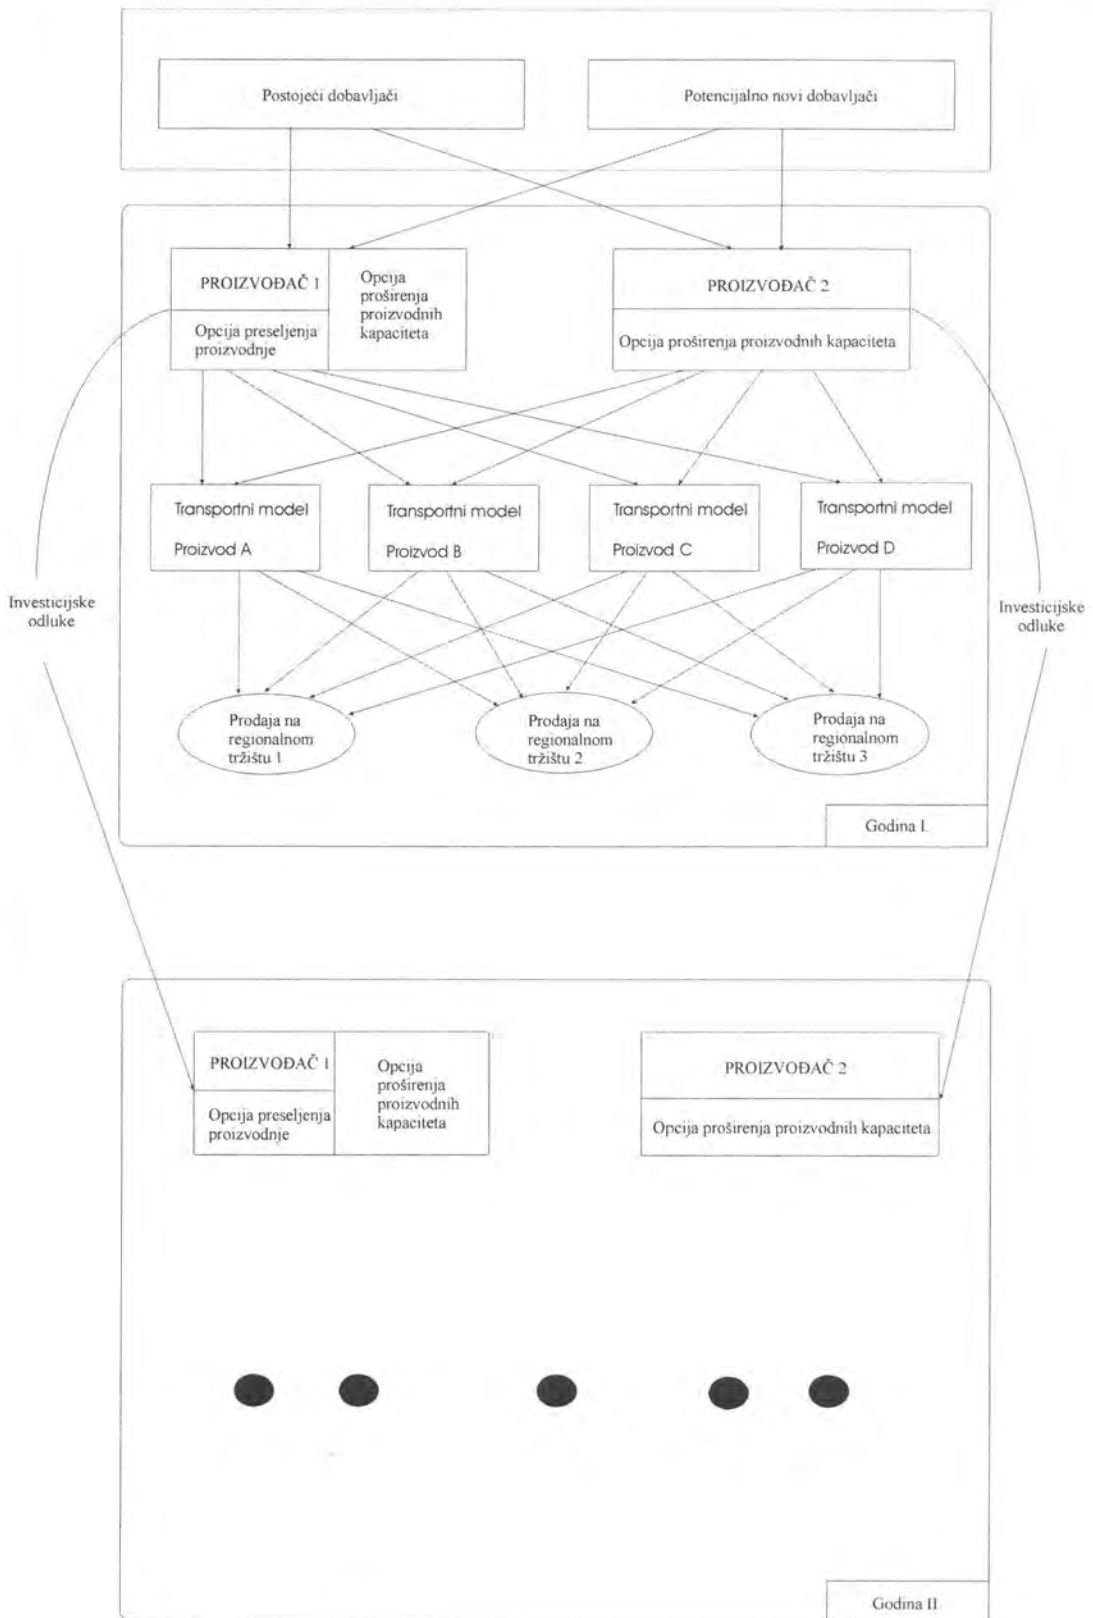 Postojeći dobavljači
Potencijalno novi dobavljači
PROIZVOĐAČ 1
Opcija
proširenja
proizvodnih
kapaciteta
Opcija preseljenja
proizvodnje
PROIZVOĐAČ 2
Opcija proširenja proizvodnih kapaciteta
Transportni model
Proizvod A
Transportni model
Proizvod B
Transportni model
Proizvod C
Transportni model
Proizvod D
Investicijske
odluke
Investicijske
odluke
Prodaja na
regionalnom
tržištu 1
Prodaja na
regionalnom
tržištu 2
Prodaja na
regionalnom
tržištu 3
Godina I.
PROIZVOĐAČ 1
Opcija
proširenja
proizvodnih
kapaciteta
Opcija preseljenja
proizvodnje
PROIZVOĐAČ 2
Opcija proširenja proizvodnih kapaciteta
Godina II